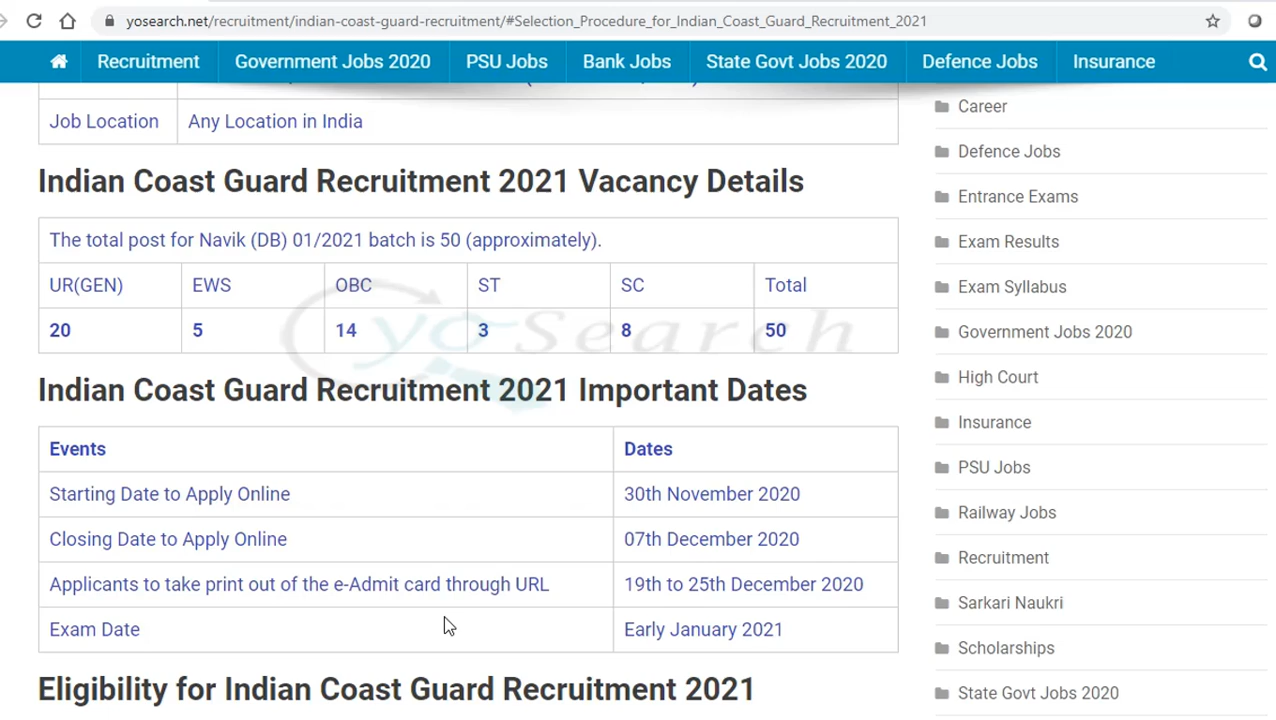 yosearch.net/recruitment/indian-coast-guard-recruitment/#Selection_Procedure_for_Indian_Coast_Guard_Recruitment_2021
Recruitment Government Jobs 2020 PSU Jobs Bank Jobs State Govt Jobs 2020 Defence Jobs Insurance
Job Location Any Location in India
Indian Coast Guard Recruitment 2021 Vacancy Details
The total post for Navik (DB) 01/2021 batch is 50 (approximately).
UR(GEN) EWS OBC ST SC Total
20 5 14 3 8 50
yoSearch
Indian Coast Guard Recruitment 2021 Important Dates
Events Dates
Starting Date to Apply Online 30th November 2020
Closing Date to Apply Online 07th December 2020
Applicants to take print out of the e-Admit card through URL 19th to 25th December 2020
Exam Date Early January 2021
Eligibility for Indian Coast Guard Recruitment 2021
Career
Defence Jobs
Entrance Exams
Exam Results
Exam Syllabus
Government Jobs 2020
High Court
Insurance
PSU Jobs
Railway Jobs
Recruitment
Sarkari Naukri
Scholarships
State Govt Jobs 2020